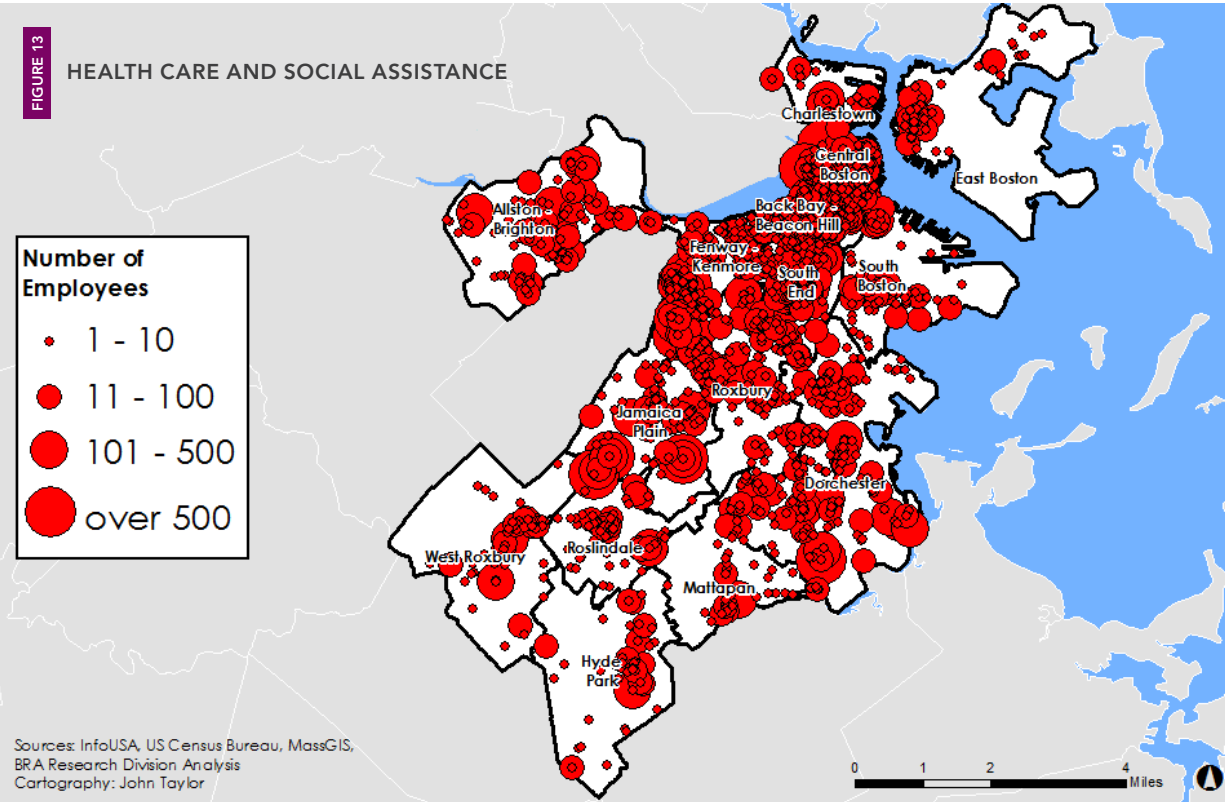 FIGURE 13
HEALTH CARE AND SOCIAL ASSISTANCE
Number of
Employees
1 - 10
11 - 100
101 - 500
over 500
Charlestown
Central
Boston
East Boston
Back Bay -
Beacon Hill
Allston -
Brighton
Fenway -
Kenmore
South
End
South
Boston
Roxbury
Jamaica
Plain
Dorchester
West Roxbury
Roslindale
Mattapan
Hyde
Park
Sources: InfoUSA, US Census Bureau, MassGIS,
BRA Research Division Analysis
Cartography: John Taylor
0 1 2 4
Miles